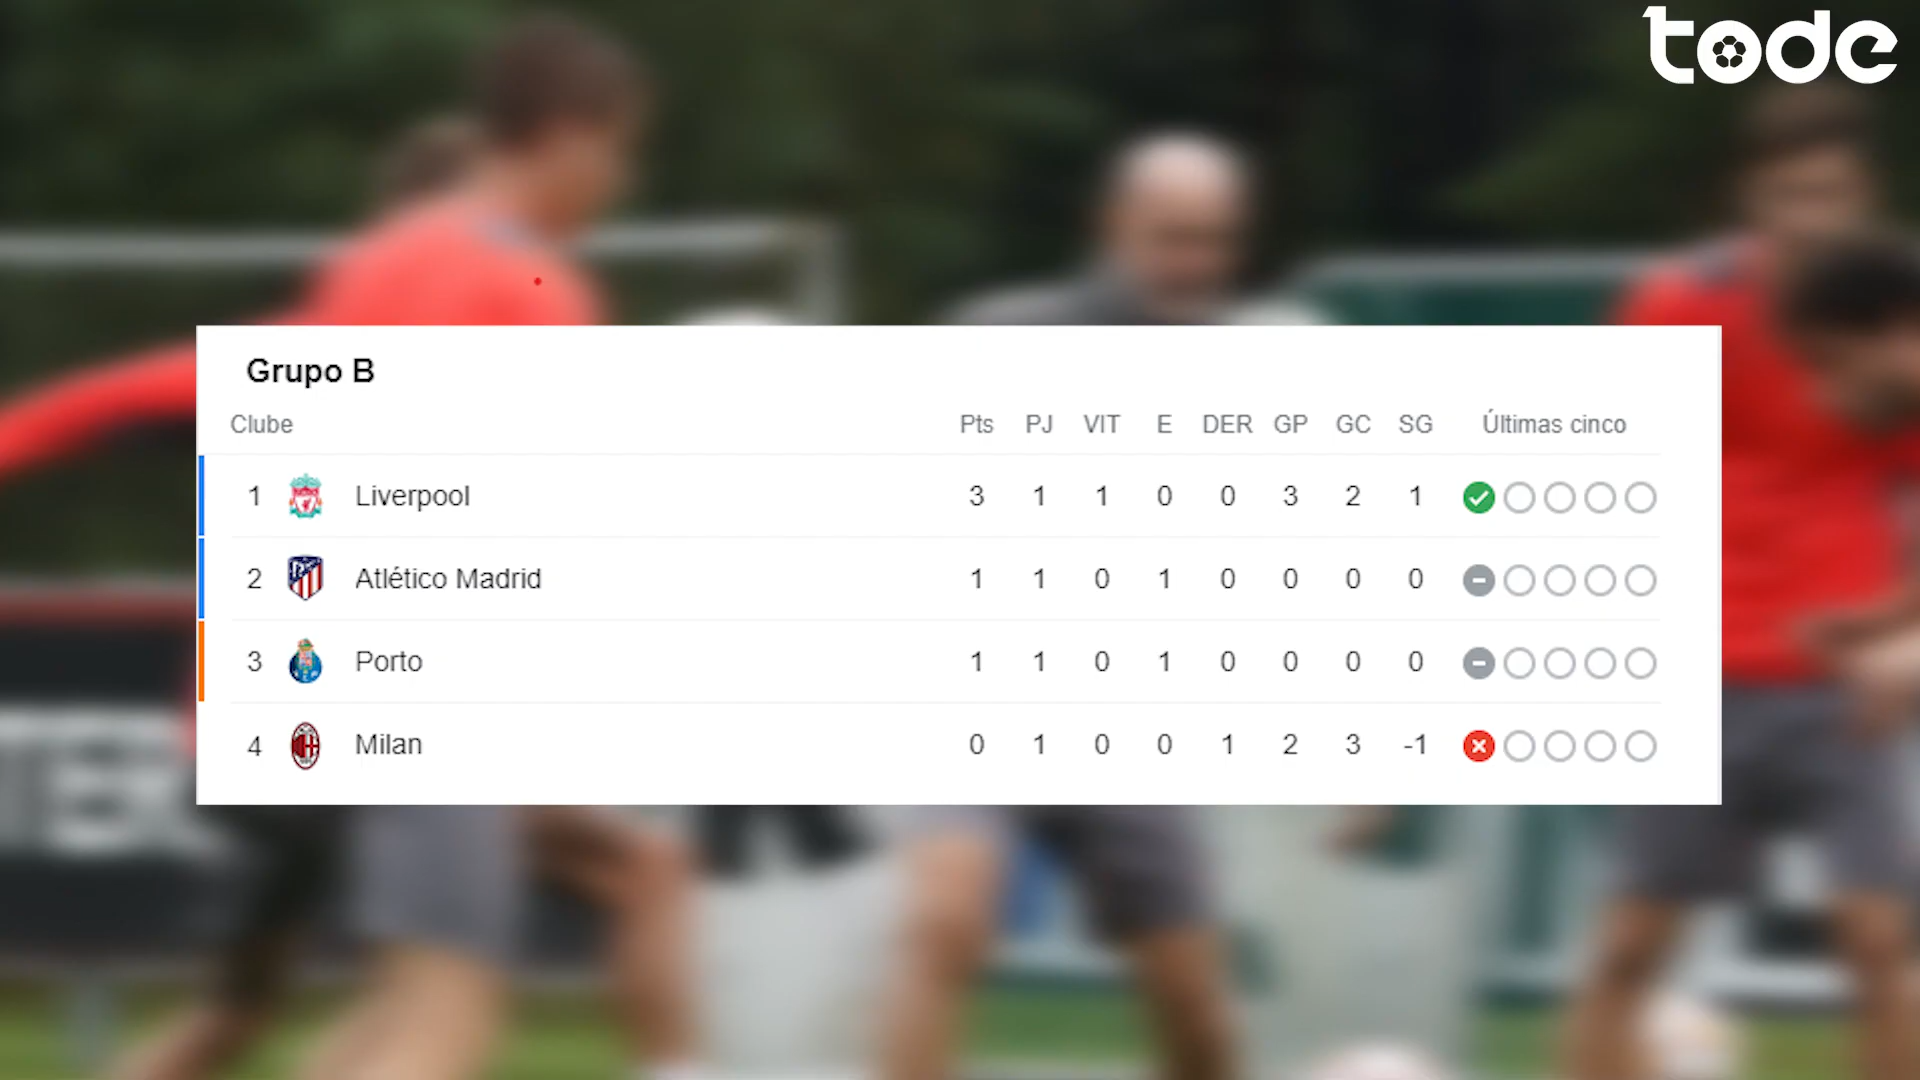 tode
Grupo B
Clube Pts PJ VIT E DER GP GC SG Últimas cinco
1 Liverpool 3 1 1 0 0 3 2 1
2 Atlético Madrid 1 1 0 1 0 0 0 0
3 Porto 1 1 0 1 0 0 0 0
4 Milan 0 1 0 0 1 2 3 -1